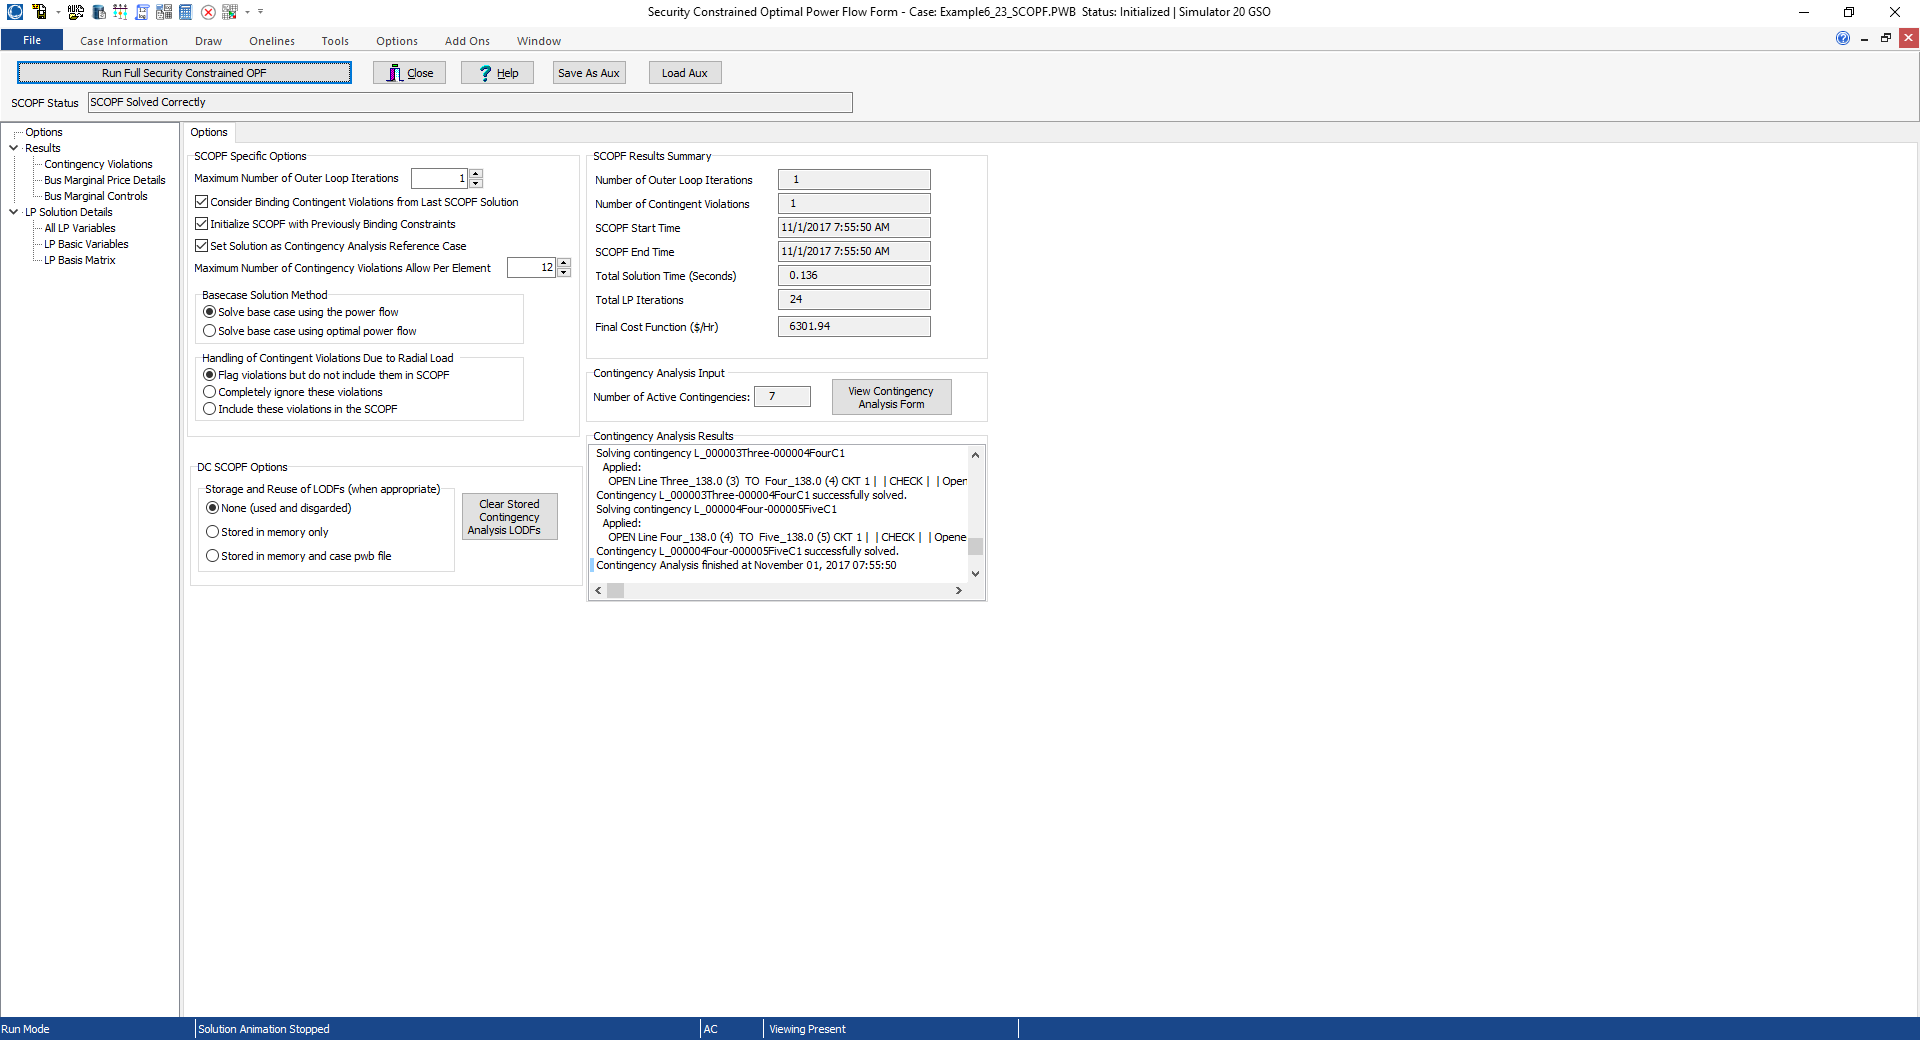 Security Constrained Optimal Power Flow Form - Case: Example6_23_SCOPF.PWB Status: Initialized | Simulator 20 GSO
File Case Information Draw Onelines Tools Options Add Ons Window
Run Full Security Constrained OPF Close Help Save As Aux Load Aux
SCOPF Status SCOPF Solved Correctly
Options
Results
Contingency Violations
Bus Marginal Price Details
Bus Marginal Controls
LP Solution Details
All LP Variables
LP Basic Variables
LP Basis Matrix
Options
SCOPF Specific Options
Maximum Number of Outer Loop Iterations 1
Consider Binding Contingent Violations from Last SCOPF Solution
Initialize SCOPF with Previously Binding Constraints
Set Solution as Contingency Analysis Reference Case
Maximum Number of Contingency Violations Allow Per Element 12
Basecase Solution Method
Solve base case using the power flow
Solve base case using optimal power flow
Handling of Contingent Violations Due to Radial Load
Flag violations but do not include them in SCOPF
Completely ignore these violations
Include these violations in the SCOPF
DC SCOPF Options
Storage and Reuse of LODFs (when appropriate)
None (used and disgarded)
Stored in memory only
Stored in memory and case pwb file
Clear Stored
Contingency
Analysis LODFs
SCOPF Results Summary
Number of Outer Loop Iterations 1
Number of Contingent Violations 1
SCOPF Start Time 11/1/2017 7:55:50 AM
SCOPF End Time 11/1/2017 7:55:50 AM
Total Solution Time (Seconds) 0.136
Total LP Iterations 24
Final Cost Function ($/Hr) 6301.94
Contingency Analysis Input
Number of Active Contingencies: 7
View Contingency
Analysis Form
Contingency Analysis Results
Solving contingency L_000003Three-000004FourC1
Applied:
OPEN Line Three_138.0 (3) TO Four_138.0 (4) CKT 1 | | CHECK | | Open
Contingency L_000003Three-000004FourC1 successfully solved.
Solving contingency L_000004Four-000005FiveC1
Applied:
OPEN Line Four_138.0 (4) TO Five_138.0 (5) CKT 1 | | CHECK | | Opene
Contingency L_000004Four-000005FiveC1 successfully solved.
Contingency Analysis finished at November 01, 2017 07:55:50
Run Mode Solution Animation Stopped AC Viewing Present